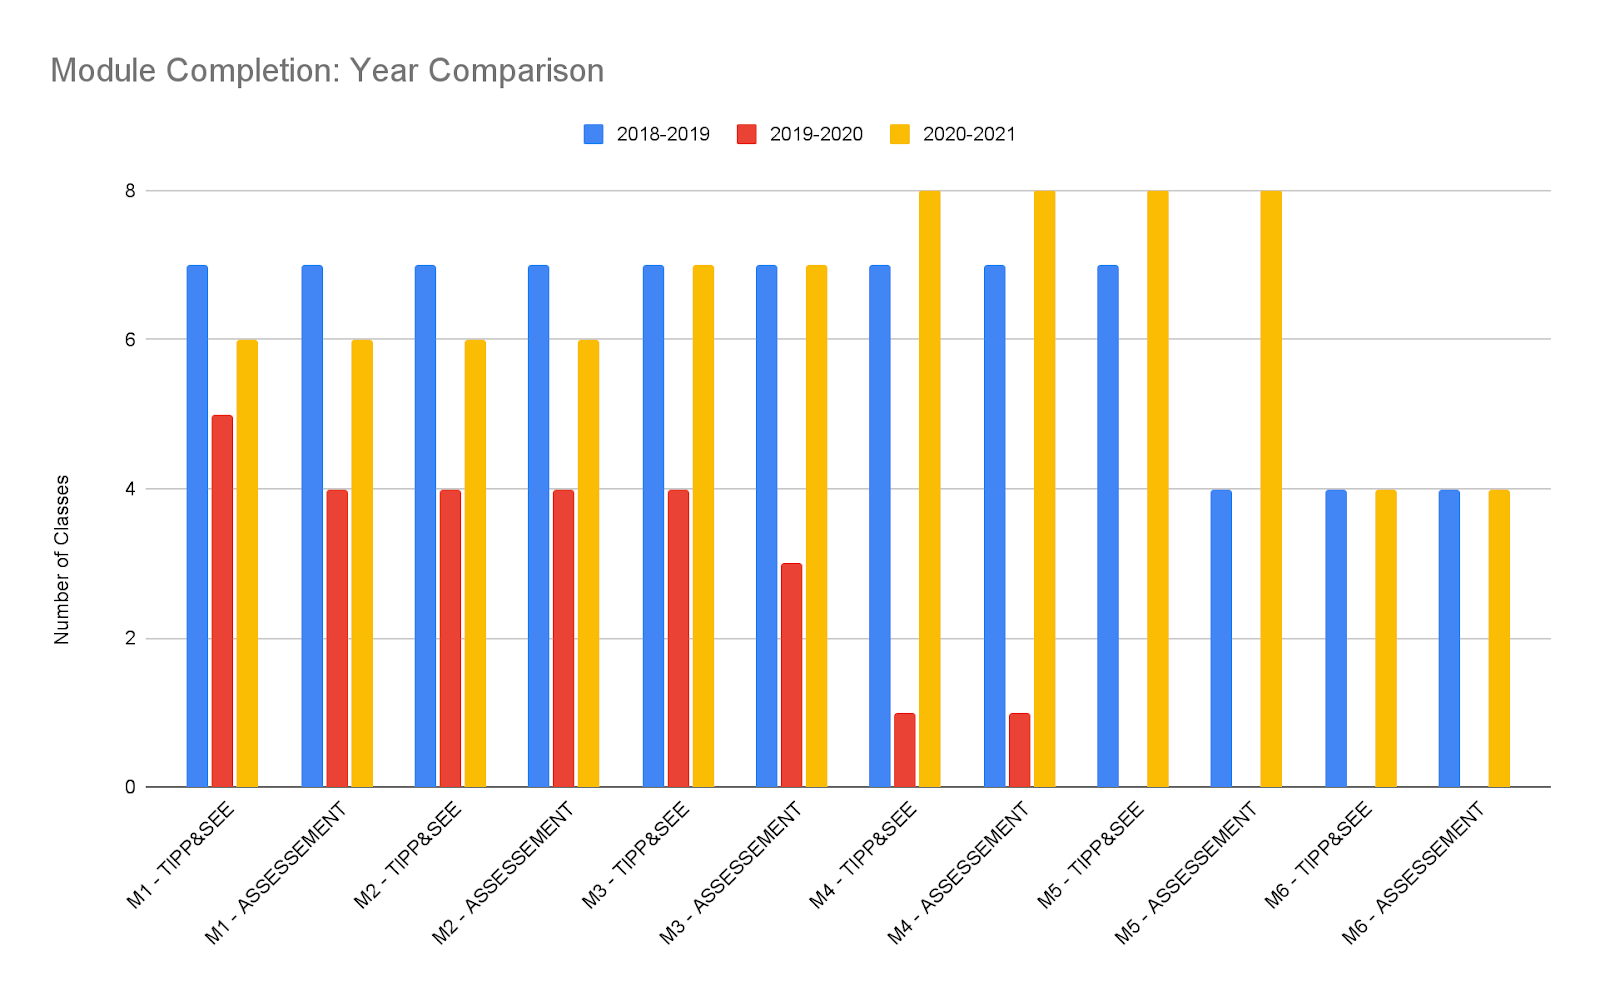 Module Completion: Year Comparison
2018-2019 2019-2020 2020-2021
8
6
4
2
0
Number of Classes
M1 - TIPP&SEE
M1 - ASSESSEMENT
M2 - TIPP&SEE
M2 - ASSESSEMENT
M3 - TIPP&SEE
M3 - ASSESSEMENT
M4 - TIPP&SEE
M4 - ASSESSEMENT
M5 - TIPP&SEE
M5 - ASSESSEMENT
M6 - TIPP&SEE
M6 - ASSESSEMENT